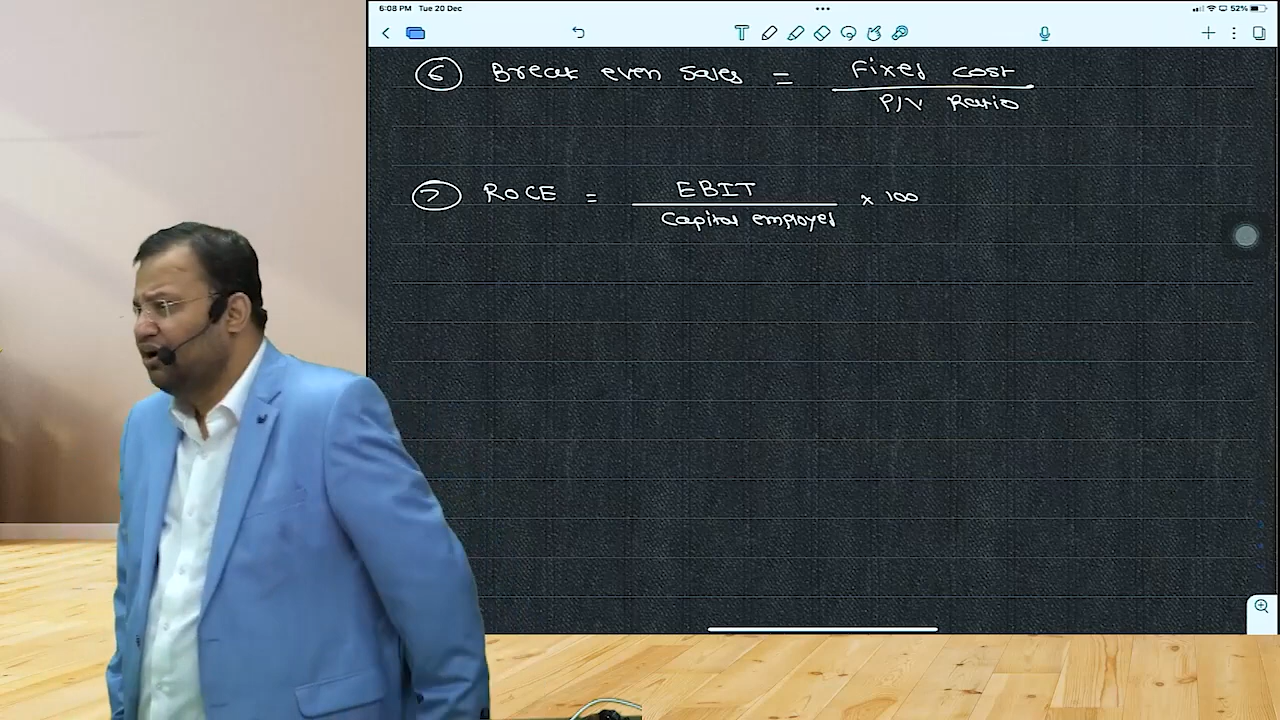 6:08 PM Tue 20 Dec
52%
6 Break even sales = Fixed cost
P/V Ratio
7 ROCE = EBIT × 100
Capital employed